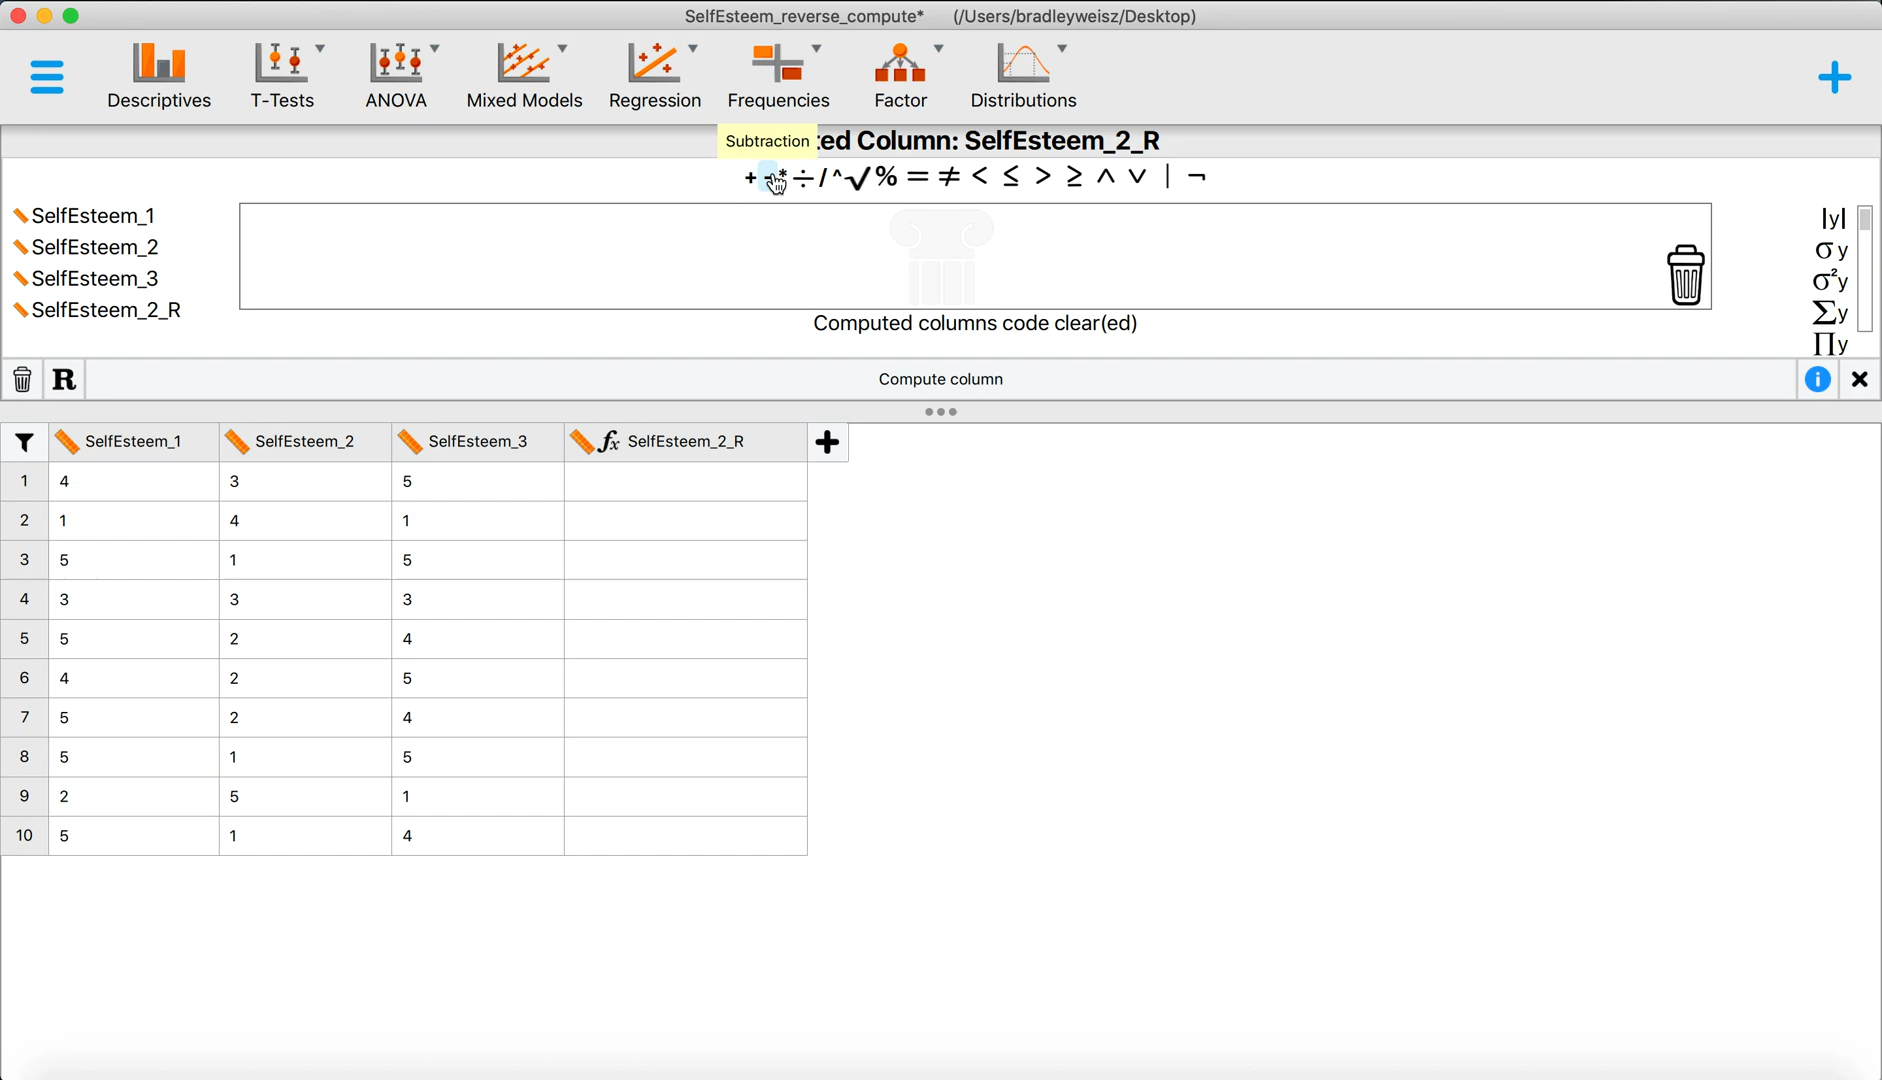 SelfEsteem_reverse_compute* (/Users/bradleyweisz/Desktop)
Descriptives T-Tests ANOVA Mixed Models Regression Frequencies Factor Distributions
Subtraction ted Column: SelfEsteem_2_R
+ - * ÷ / ^ √ % = ≠ < ≤ > ≥ ∧ ∨ | ¬
SelfEsteem_1 |y|
SelfEsteem_2 σ y
SelfEsteem_3 σ²y
SelfEsteem_2_R ∑y
Computed columns code clear(ed)
∏y
R Compute column i
SelfEsteem_1 SelfEsteem_2 SelfEsteem_3 fx SelfEsteem_2_R
1 4 3 5
2 1 4 1
3 5 1 5
4 3 3 3
5 5 2 4
6 4 2 5
7 5 2 4
8 5 1 5
9 2 5 1
10 5 1 4